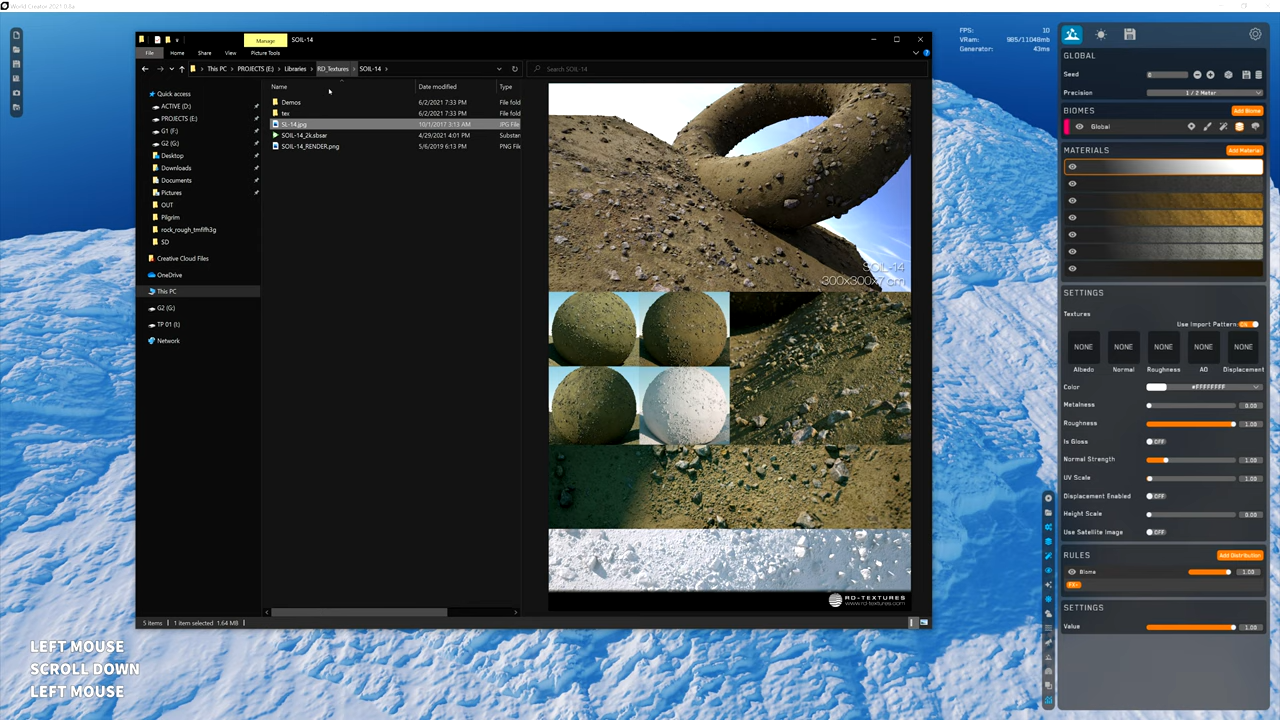 World Creator 2021 0.6a
Manage
SOIL-14
File
Home
Share
View
Picture Tools
This PC
PROJECTS (E:)
Libraries
RD_Textures
SOIL-14
Search SOIL-14
Name
Date modified
Type
Quick access
ACTIVE (D:)
PROJECTS (E:)
G1 (F:)
G2 (G:)
Desktop
Downloads
Documents
Pictures
OUT
Pilgrim
rock_rough_tmfifh3g
SD
Creative Cloud Files
OneDrive
This PC
G2 (G:)
TP 01 (I:)
Network
Demos 6/2/2021 7:33 PM File fold
tex 6/2/2021 7:33 PM File fold
SL-14.jpg 10/1/2017 3:13 AM JPG File
SOIL-14_2k.sbsar 4/29/2021 4:01 PM Substan
SOIL-14_RENDER.png 5/6/2019 6:13 PM PNG File
SOIL-14
300x300x7 cm
RD-TEXTURES
www.rd-textures.com
5 items
1 item selected 1.64 MB
LEFT MOUSE
SCROLL DOWN
LEFT MOUSE
FPS: 10
VRam: 985/11048mb
Generator: 43ms
GLOBAL
Seed 0
Precision 1 / 2 Meter
BIOMES
Add Biome
Global
MATERIALS
Add Material
SETTINGS
Textures
Use Import Pattern ON
NONE NONE NONE NONE NONE
Albedo Normal Roughness AO Displacement
Color #FFFFFFFF
Metalness 0.00
Roughness 1.00
Is Gloss OFF
Normal Strength 1.00
UV Scale 1.00
Displacement Enabled OFF
Height Scale 0.00
Use Satellite Image OFF
RULES
Add Distribution
Biome 1.00
FX+
SETTINGS
Value 1.00